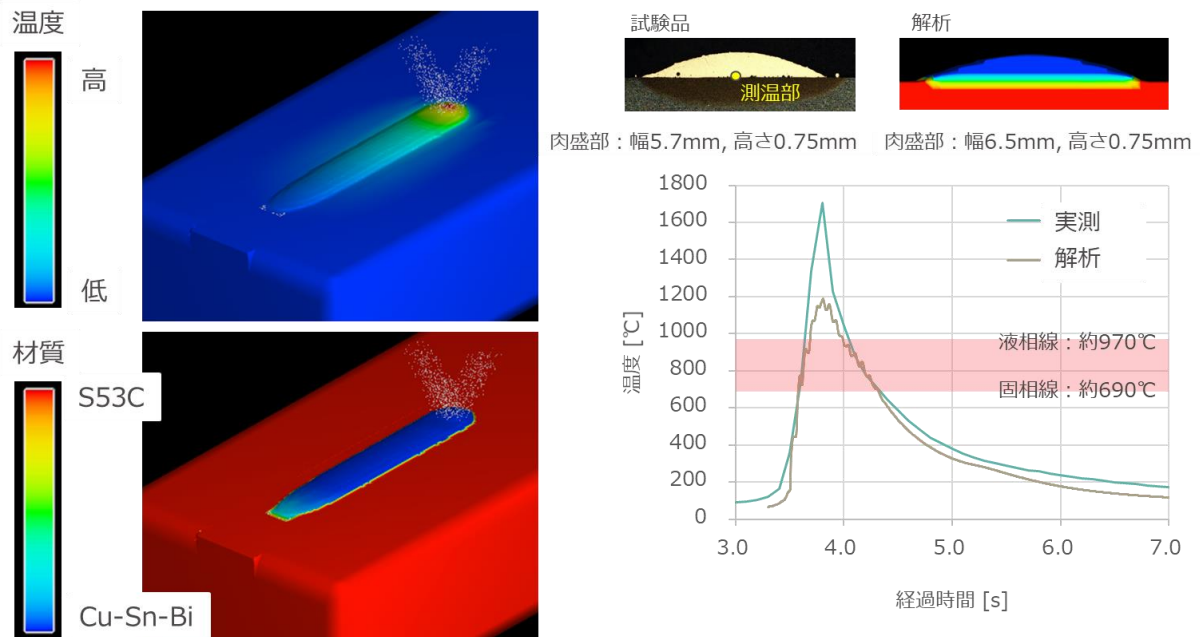 温度
高
低
材質
S53C
Cu-Sn-Bi
試験品
解析
測温部
肉盛部：幅5.7mm, 高さ0.75mm
肉盛部：幅6.5mm, 高さ0.75mm
温度 [℃]
1800
1600
1400
1200
1000
800
600
400
200
0
実測
解析
液相線：約970℃
固相線：約690℃
3.0 4.0 5.0 6.0 7.0
経過時間 [s]